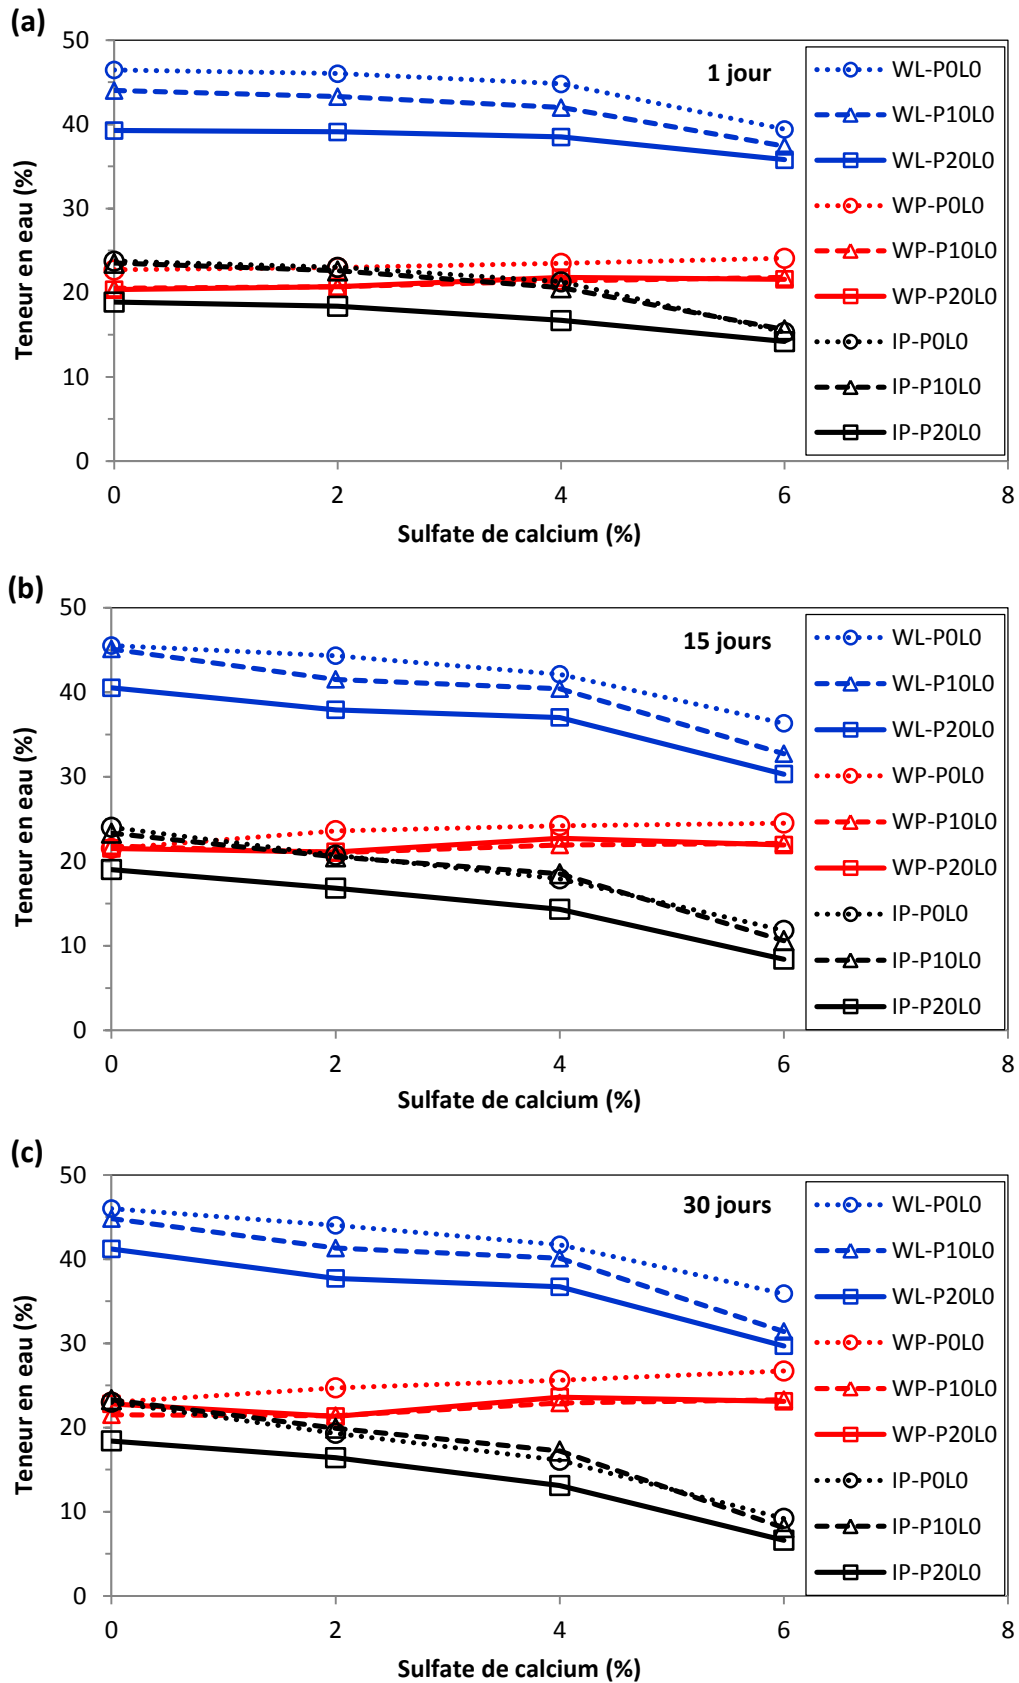 (a)
1 jour
Teneur en eau (%)
50
40
30
20
10
0
0 2 4 6 8
Sulfate de calcium (%)
WL-P0L0
WL-P10L0
WL-P20L0
WP-P0L0
WP-P10L0
WP-P20L0
IP-P0L0
IP-P10L0
IP-P20L0
(b)
15 jours
Teneur en eau (%)
50
40
30
20
10
0
0 2 4 6 8
Sulfate de calcium (%)
WL-P0L0
WL-P10L0
WL-P20L0
WP-P0L0
WP-P10L0
WP-P20L0
IP-P0L0
IP-P10L0
IP-P20L0
(c)
30 jours
Teneur en eau (%)
50
40
30
20
10
0
0 2 4 6 8
Sulfate de calcium (%)
WL-P0L0
WL-P10L0
WL-P20L0
WP-P0L0
WP-P10L0
WP-P20L0
IP-P0L0
IP-P10L0
IP-P20L0